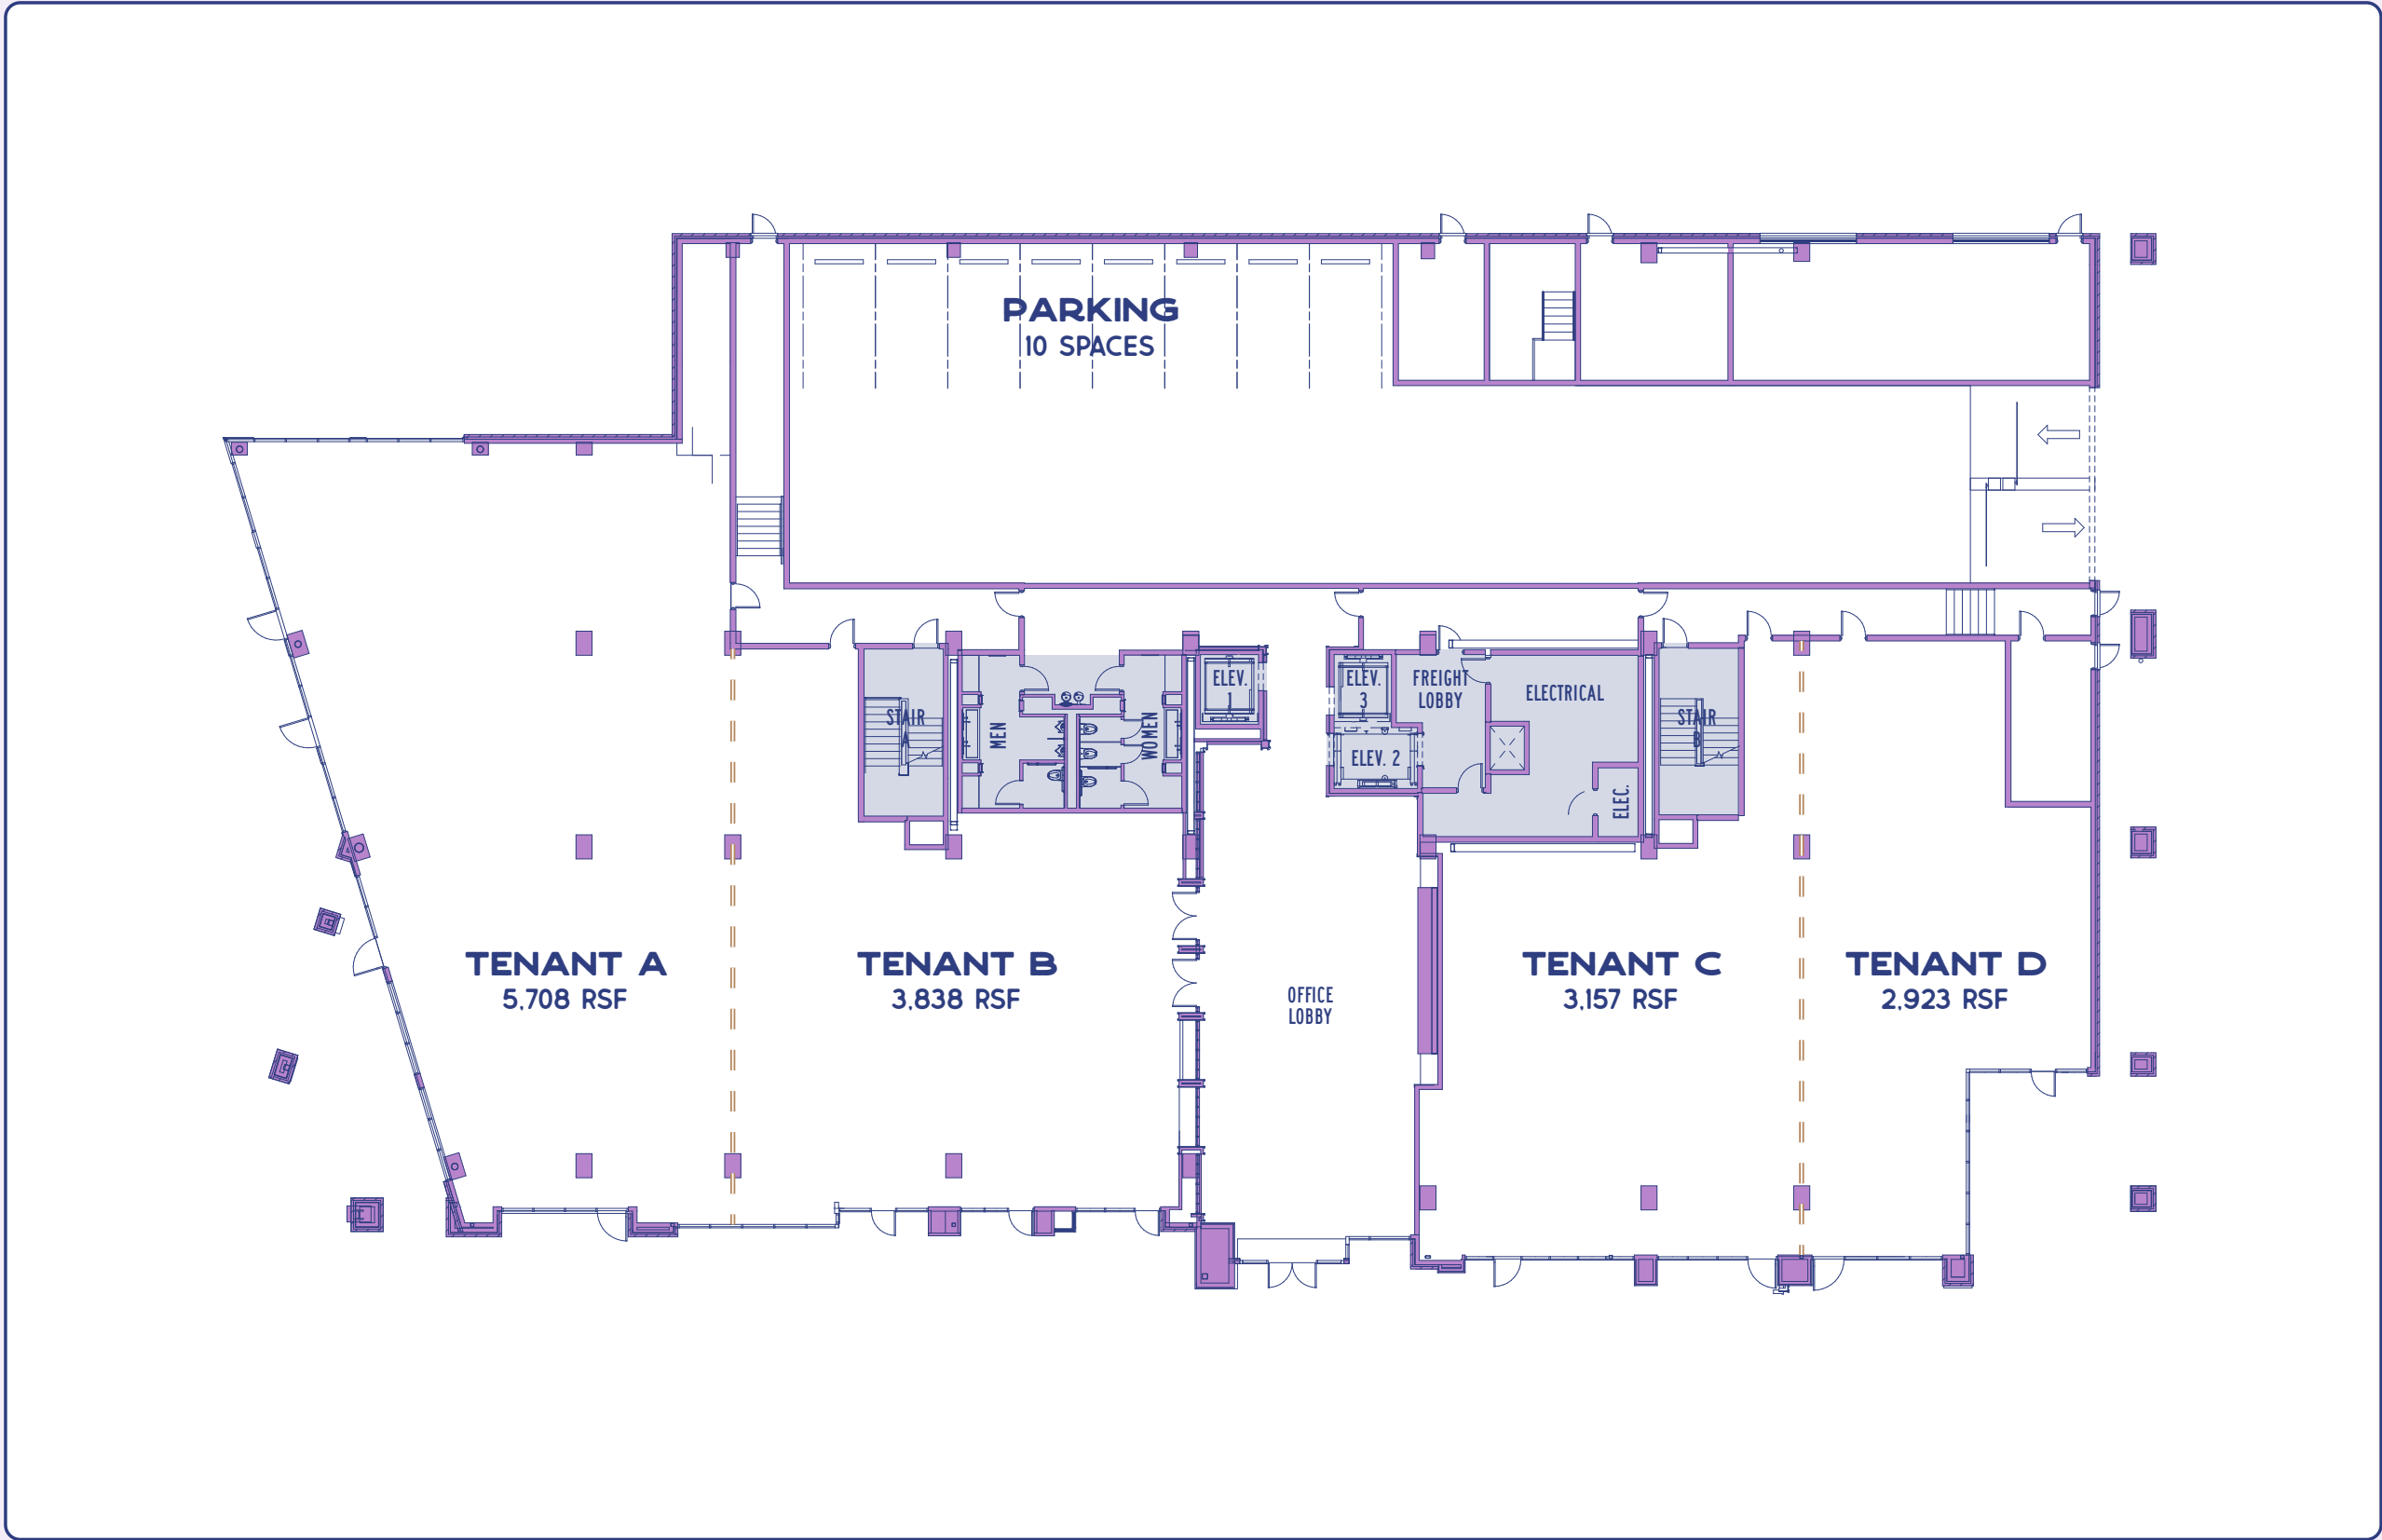 PARKING
10 SPACES
ELEV.
1
ELEV.
3
FREIGHT
LOBBY
ELECTRICAL
STAIR
A
MEN
WOMEN
STAIR
B
ELEV. 2
ELEC.
TENANT A
5,708 RSF
TENANT B
3,838 RSF
OFFICE
LOBBY
TENANT C
3,157 RSF
TENANT D
2,923 RSF